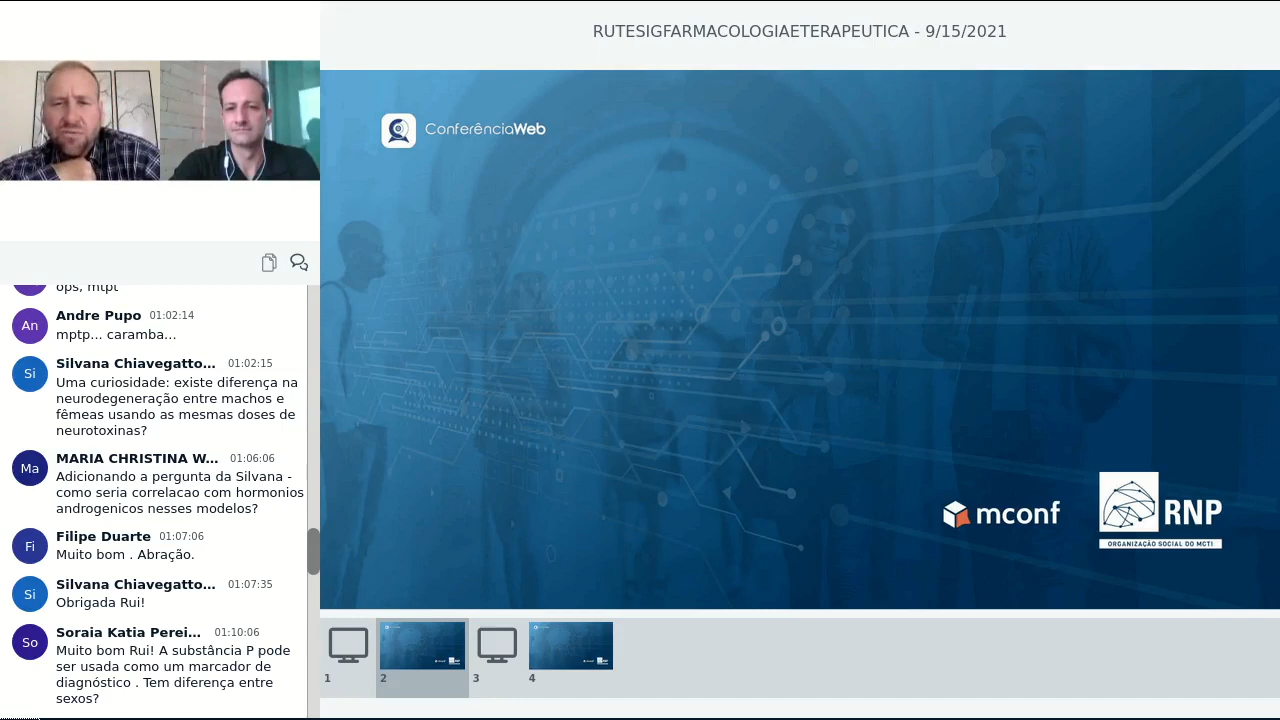 RUTESIGFARMACOLOGIAETERAPEUTICA - 9/15/2021
ConferênciaWeb
ops, mtpt
An
Andre Pupo 01:02:14
mptp... caramba...
Si
Silvana Chiavegatto... 01:02:15
Uma curiosidade: existe diferença na
neurodegeneração entre machos e
fêmeas usando as mesmas doses de
neurotoxinas?
Ma
MARIA CHRISTINA W... 01:06:06
Adicionando a pergunta da Silvana -
como seria correlacao com hormonios
androgenicos nesses modelos?
Fi
Filipe Duarte 01:07:06
Muito bom . Abração.
Si
Silvana Chiavegatto... 01:07:35
Obrigada Rui!
So
Soraia Katia Perei... 01:10:06
Muito bom Rui! A substância P pode
ser usada como um marcador de
diagnóstico . Tem diferença entre
sexos?
mconf
RNP
ORGANIZAÇÃO SOCIAL DO MCTI
1
2
3
4